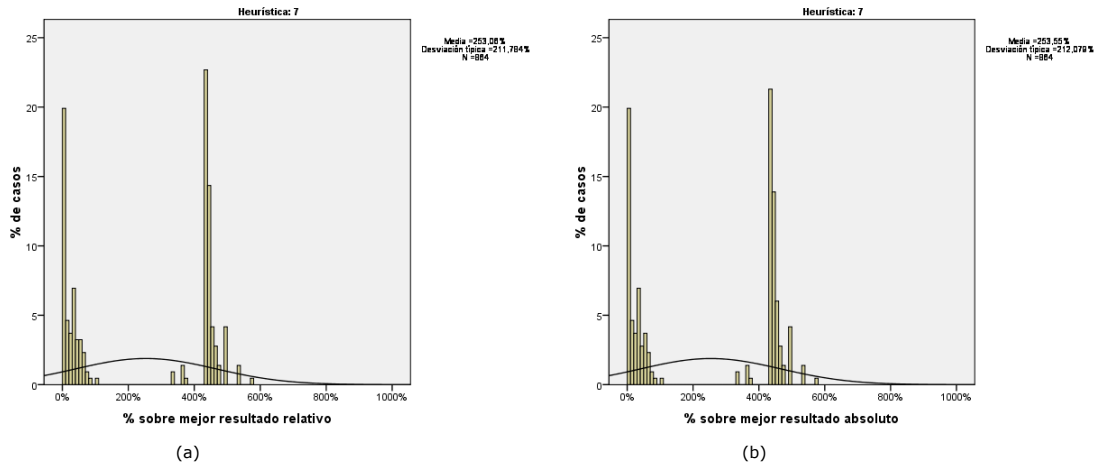 Heurística: 7
Media =253,06%
Desviación típica =211,784%
N =864
% de casos
25
20
15
10
5
0
0%
200%
400%
600%
800%
1000%
% sobre mejor resultado relativo
(a)
Heurística: 7
Media =253,55%
Desviación típica =212,079%
N =864
% de casos
25
20
15
10
5
0
0%
200%
400%
600%
800%
1000%
% sobre mejor resultado absoluto
(b)